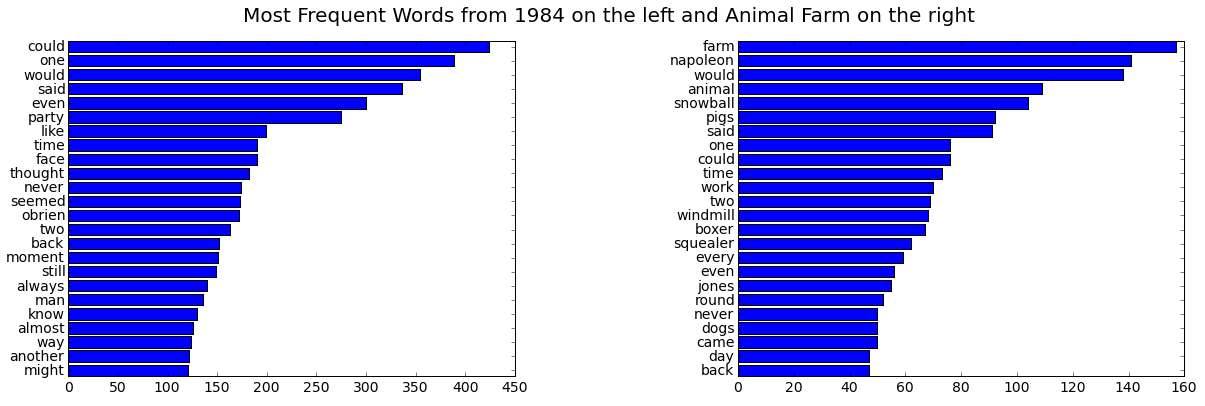 Most Frequent Words from 1984 on the left and Animal Farm on the right
could
one
would
said
even
party
like
time
face
thought
never
seemed
obrien
two
back
moment
still
always
man
know
almost
way
another
might
0 50 100 150 200 250 300 350 400 450
farm
napoleon
would
animal
snowball
pigs
said
one
could
time
work
two
windmill
boxer
squealer
every
even
jones
round
never
dogs
came
day
back
0 20 40 60 80 100 120 140 160